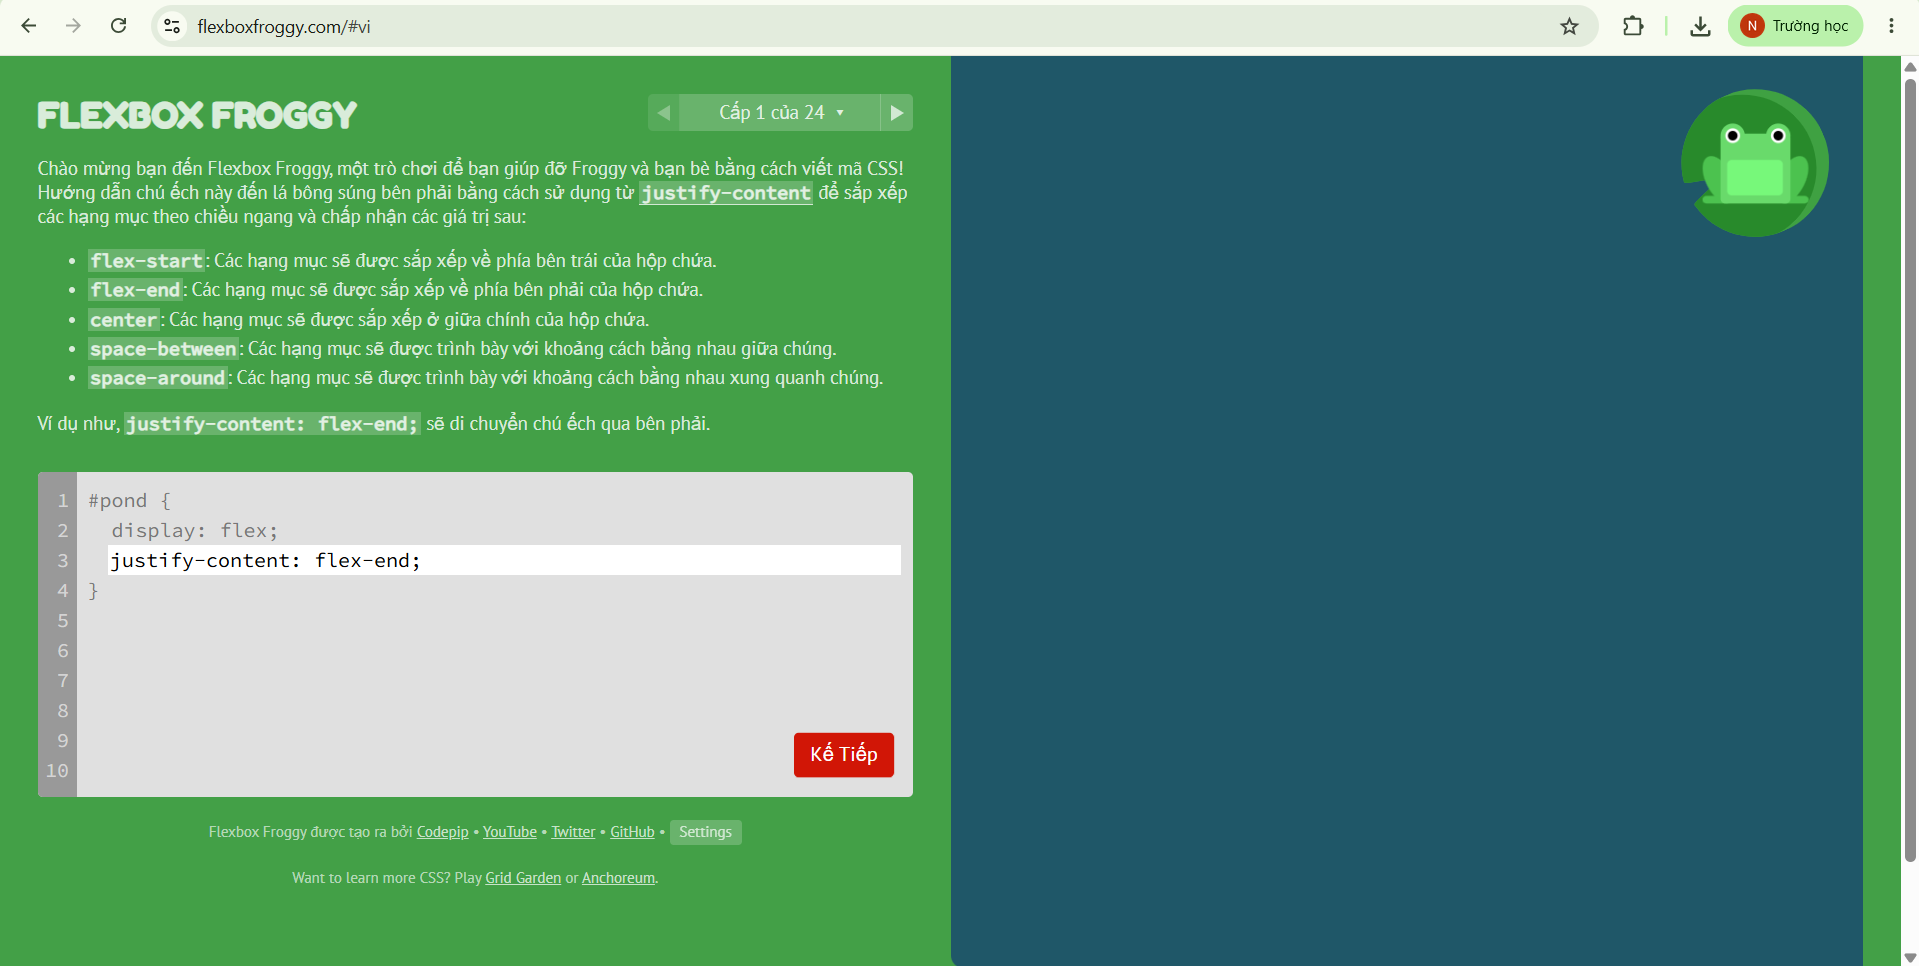 flexboxfroggy.com/#vi
N Trường học
FLEXBOX FROGGY
Cấp 1 của 24
Chào mừng bạn đến Flexbox Froggy, một trò chơi để bạn giúp đỡ Froggy và bạn bè bằng cách viết mã CSS!
Hướng dẫn chú ếch này đến lá bông súng bên phải bằng cách sử dụng từ justify-content để sắp xếp
các hạng mục theo chiều ngang và chấp nhận các giá trị sau:
• flex-start: Các hạng mục sẽ được sắp xếp về phía bên trái của hộp chứa.
• flex-end: Các hạng mục sẽ được sắp xếp về phía bên phải của hộp chứa.
• center: Các hạng mục sẽ được sắp xếp ở giữa chính của hộp chứa.
• space-between: Các hạng mục sẽ được trình bày với khoảng cách bằng nhau giữa chúng.
• space-around: Các hạng mục sẽ được trình bày với khoảng cách bằng nhau xung quanh chúng.
Ví dụ như, justify-content: flex-end; sẽ di chuyển chú ếch qua bên phải.
1 #pond {
2 display: flex;
3 justify-content: flex-end;
4 }
5
6
7
8
9
10
Kế Tiếp
Flexbox Froggy được tạo ra bởi Codepip • YouTube • Twitter • GitHub • Settings
Want to learn more CSS? Play Grid Garden or Anchoreum.